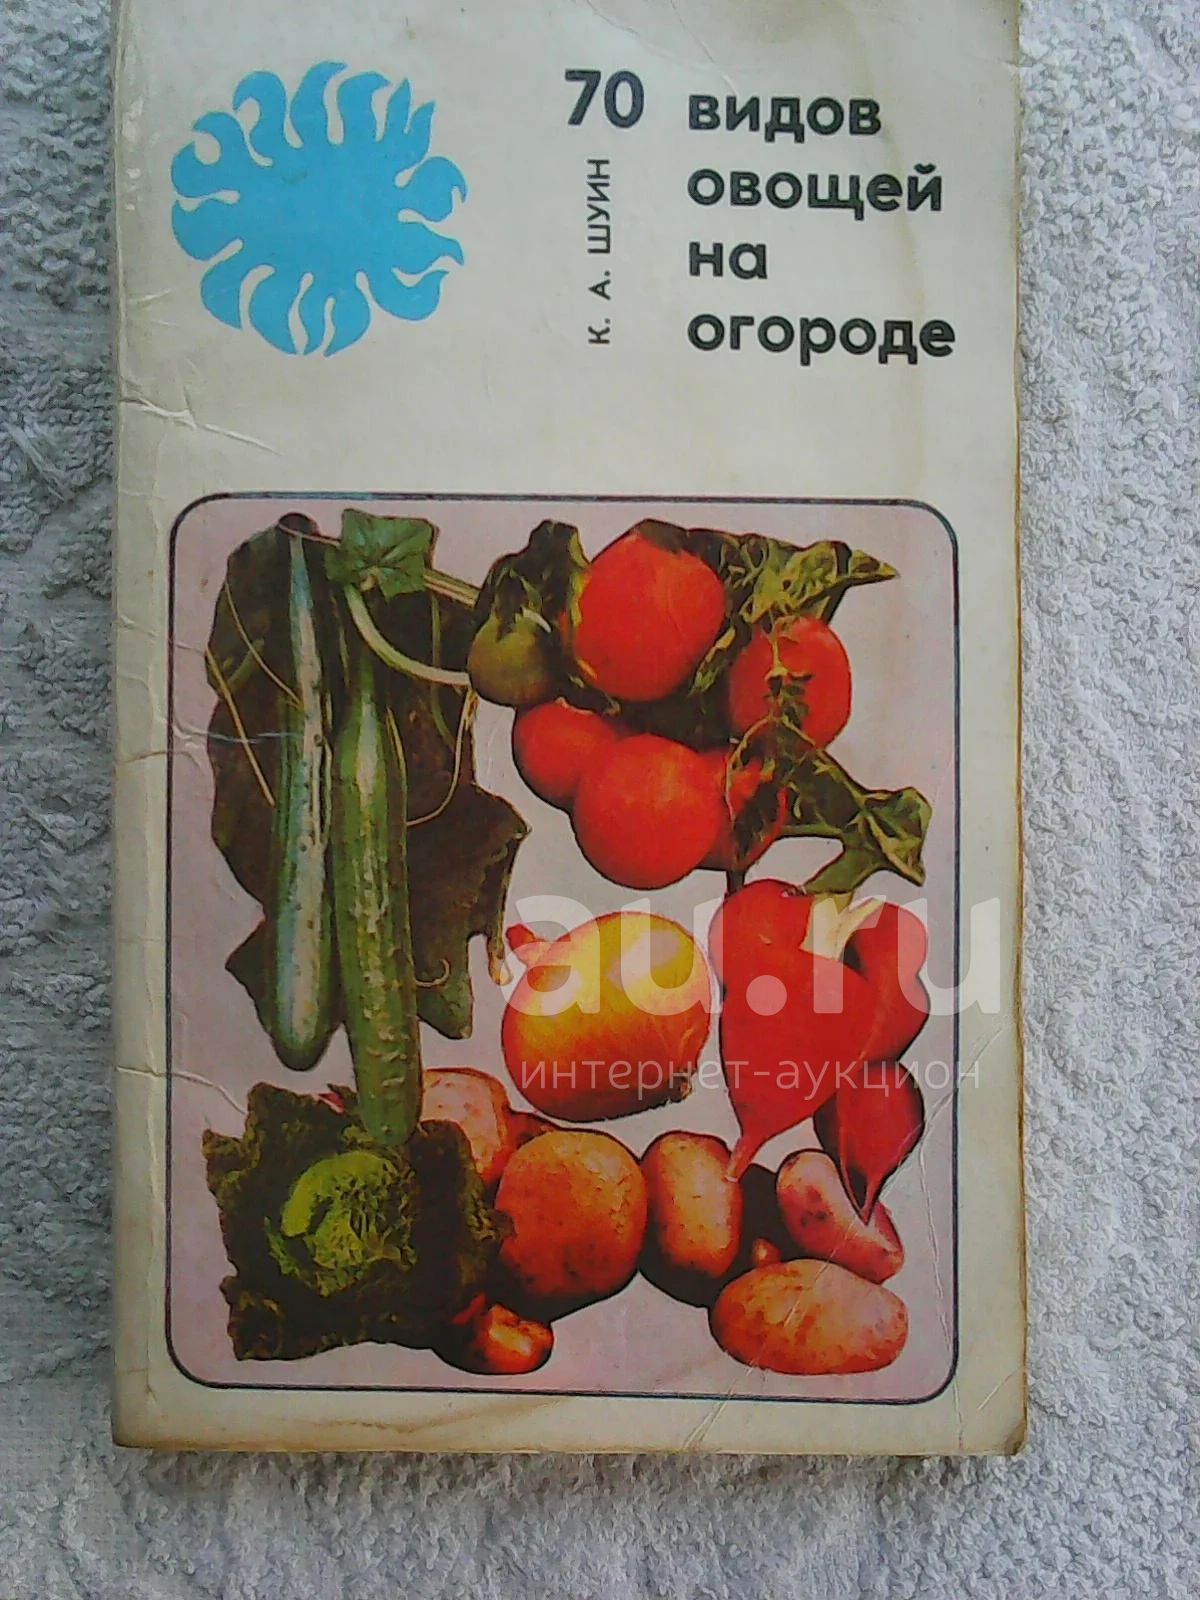 70 видов
овощей
на
огороде
К. А. ШУИН
au.ru
интернет-аукцион